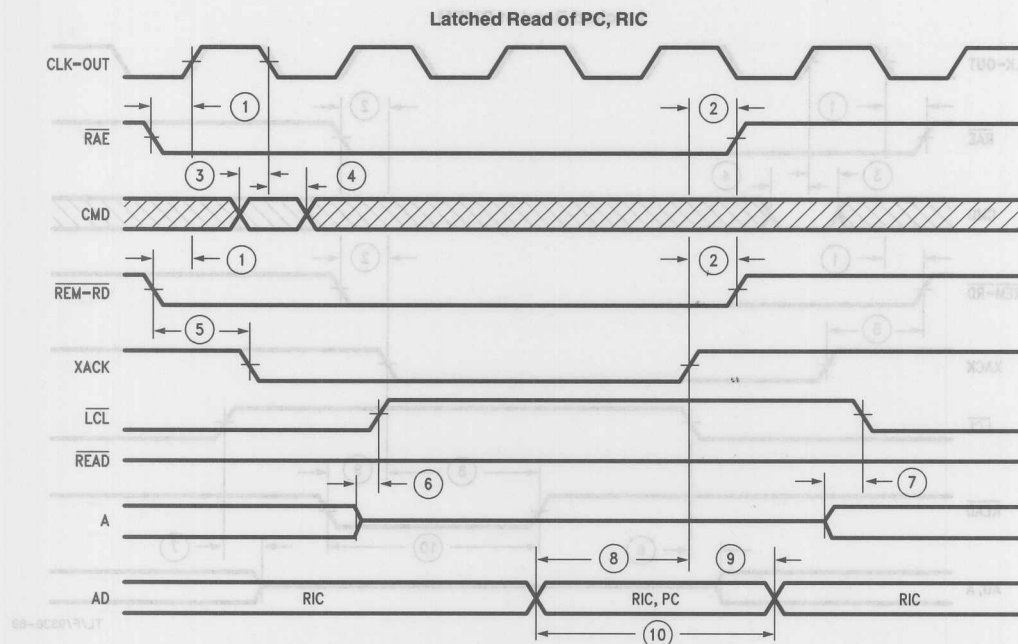 Latched Read of PC, RIC
CLK-OUT
1
2
RAE
3
4
CMD
1
2
REM-RD
5
XACK
LCL
READ
6
7
A
8
9
AD
RIC
RIC, PC
RIC
10